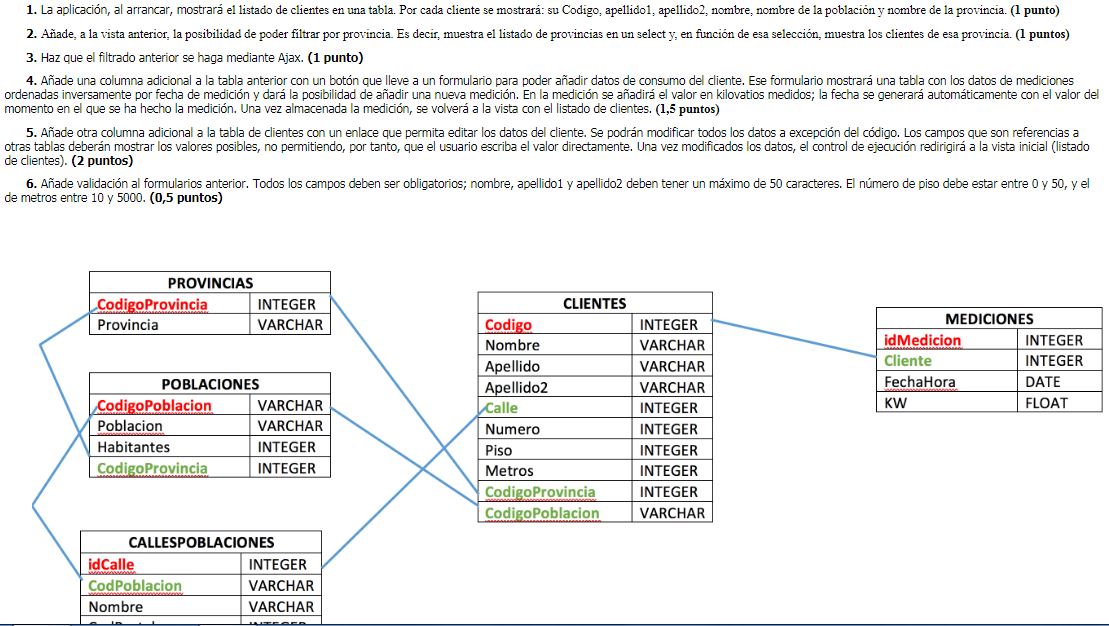 1. La aplicación, al arrancar, mostrará el listado de clientes en una tabla. Por cada cliente se mostrará: su Codigo, apellido1, apellido2, nombre, nombre de la población y nombre de la provincia. (1 punto)
2. Añade, a la vista anterior, la posibilidad de poder filtrar por provincia. Es decir, muestra el listado de provincias en un select y, en función de esa selección, muestra los clientes de esa provincia. (1 puntos)
3. Haz que el filtrado anterior se haga mediante Ajax. (1 punto)
4. Añade una columna adicional a la tabla anterior con un botón que lleve a un formulario para poder añadir datos de consumo del cliente. Ese formulario mostrará una tabla con los datos de mediciones
ordenadas inversamente por fecha de medición y dará la posibilidad de añadir una nueva medición. En la medición se añadirá el valor en kilovatios medidos; la fecha se generará automáticamente con el valor del
momento en el que se ha hecho la medición. Una vez almacenada la medición, se volverá a la vista con el listado de clientes. (1,5 puntos)
5. Añade otra columna adicional a la tabla de clientes con un enlace que permita editar los datos del cliente. Se podrán modificar todos los datos a excepción del código. Los campos que son referencias a
otras tablas deberán mostrar los valores posibles, no permitiendo, por tanto, que el usuario escriba el valor directamente. Una vez modificados los datos, el control de ejecución redirigirá a la vista inicial (listado
de clientes). (2 puntos)
6. Añade validación al formularios anterior. Todos los campos deben ser obligatorios; nombre, apellido1 y apellido2 deben tener un máximo de 50 caracteres. El número de piso debe estar entre 0 y 50, y el
de metros entre 10 y 5000. (0,5 puntos)
PROVINCIAS
CodigoProvincia INTEGER
Provincia VARCHAR
POBLACIONES
CodigoPoblacion VARCHAR
Poblacion VARCHAR
Habitantes INTEGER
CodigoProvincia INTEGER
CALLESPOBLACIONES
idCalle INTEGER
CodPoblacion VARCHAR
Nombre VARCHAR
CLIENTES
Codigo INTEGER
Nombre VARCHAR
Apellido VARCHAR
Apellido2 VARCHAR
Calle INTEGER
Numero INTEGER
Piso INTEGER
Metros INTEGER
CodigoProvincia INTEGER
CodigoPoblacion VARCHAR
MEDICIONES
idMedicion INTEGER
Cliente INTEGER
FechaHora DATE
KW FLOAT